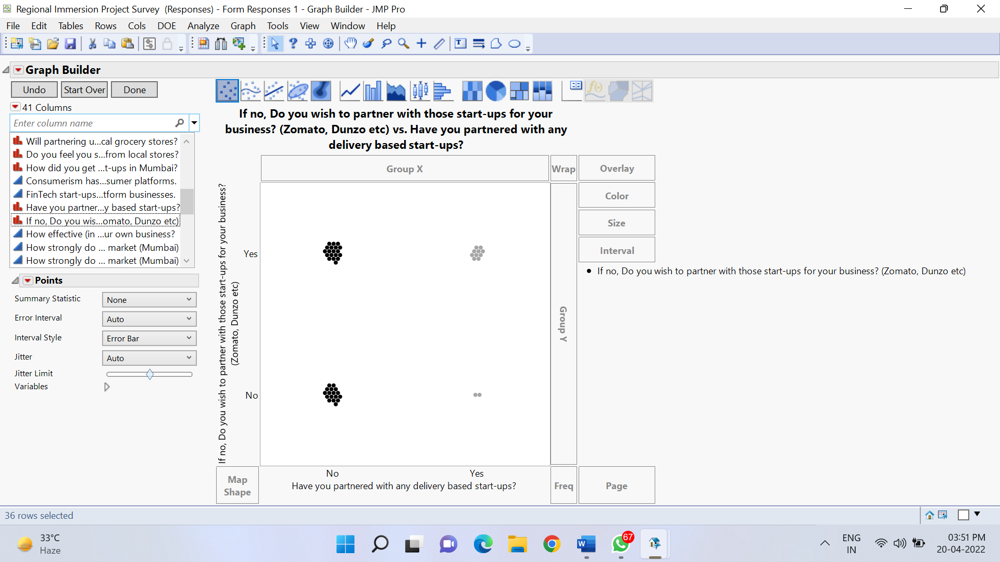 Regional Immersion Project Survey  (Responses) - Form Responses 1 - Graph Builder - JMP Pro
File Edit Tables Rows Cols DOE Analyze Graph Tools View Window Help
Graph Builder
Undo Start Over Done
41 Columns
Enter column name
Will partnering u...cal grocery stores?
Do you feel you s...from local stores?
How did you get ...t-ups in Mumbai?
Consumerism has...sumer platforms.
FinTech start-ups...tform businesses.
Have you partner...y based start-ups?
If no, Do you wis...omato, Dunzo etc)
How effective (in ...ur own business?
How strongly do ... market (Mumbai)
How strongly do ... market (Mumbai)
Points
Summary Statistic None
Error Interval Auto
Interval Style Error Bar
Jitter Auto
Jitter Limit
Variables
If no, Do you wish to partner with those start-ups for your
business? (Zomato, Dunzo etc) vs. Have you partnered with any
delivery based start-ups?
Group X
Wrap
Overlay
Color
Size
Interval
If no, Do you wish to partner with those start-ups for your business? (Zomato, Dunzo etc)
If no, Do you wish to partner with those start-ups for your business?
(Zomato, Dunzo etc)
Yes
No
Group Y
No Yes
Have you partnered with any delivery based start-ups?
Map
Shape
Freq
Page
36 rows selected
33°C
Haze
W
67
ENG
IN
03:51 PM
20-04-2022